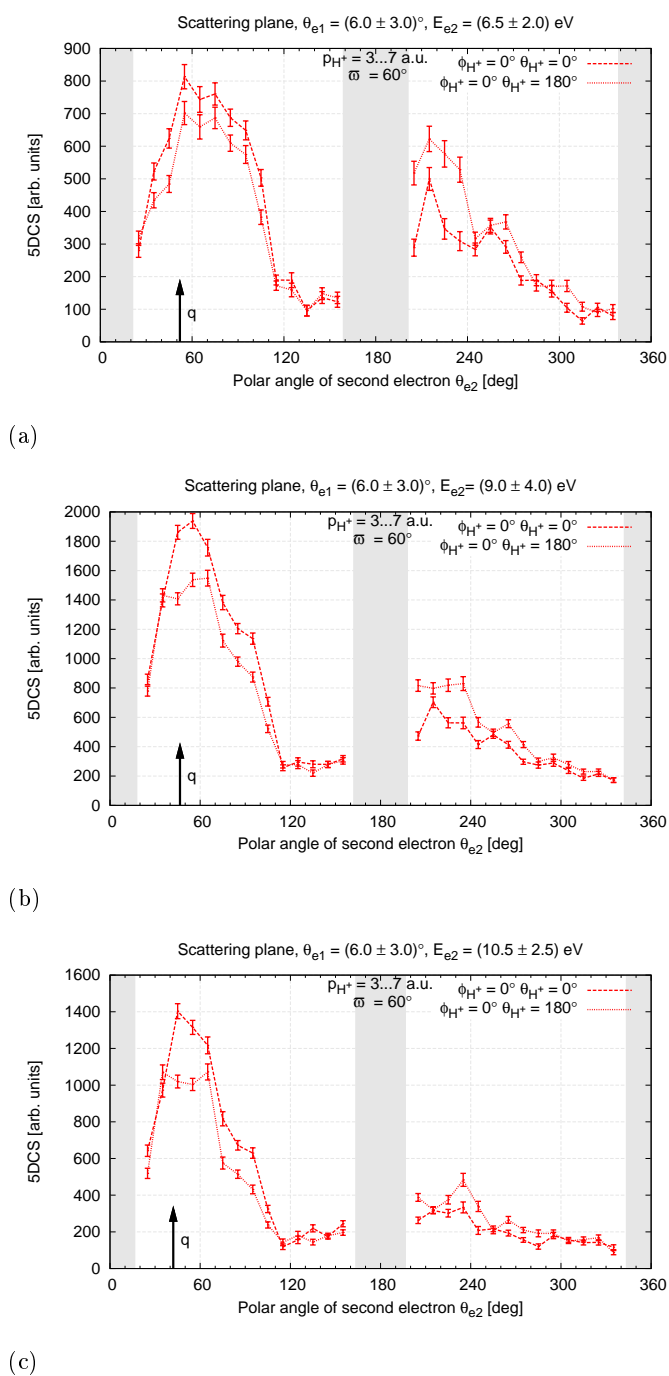 Scattering plane, θe1 = (6.0 ± 3.0)°, Ee2 = (6.5 ± 2.0) eV
900
800
700
600
500
400
300
200
100
0
5DCS [arb. units]
pH+ = 3...7 a.u.
ϖ = 60°
ϕH+ = 0° θH+ = 0°
ϕH+ = 0° θH+ = 180°
q
0 60 120 180 240 300 360
Polar angle of second electron θe2 [deg]
(a)
Scattering plane, θe1 = (6.0 ± 3.0)°, Ee2= (9.0 ± 4.0) eV
2000
1800
1600
1400
1200
1000
800
600
400
200
0
5DCS [arb. units]
pH+ = 3...7 a.u.
ϖ = 60°
ϕH+ = 0° θH+ = 0°
ϕH+ = 0° θH+ = 180°
q
0 60 120 180 240 300 360
Polar angle of second electron θe2 [deg]
(b)
Scattering plane, θe1 = (6.0 ± 3.0)°, Ee2 = (10.5 ± 2.5) eV
1600
1400
1200
1000
800
600
400
200
0
5DCS [arb. units]
pH+ = 3...7 a.u.
ϖ = 60°
ϕH+ = 0° θH+ = 0°
ϕH+ = 0° θH+ = 180°
q
0 60 120 180 240 300 360
Polar angle of second electron θe2 [deg]
(c)